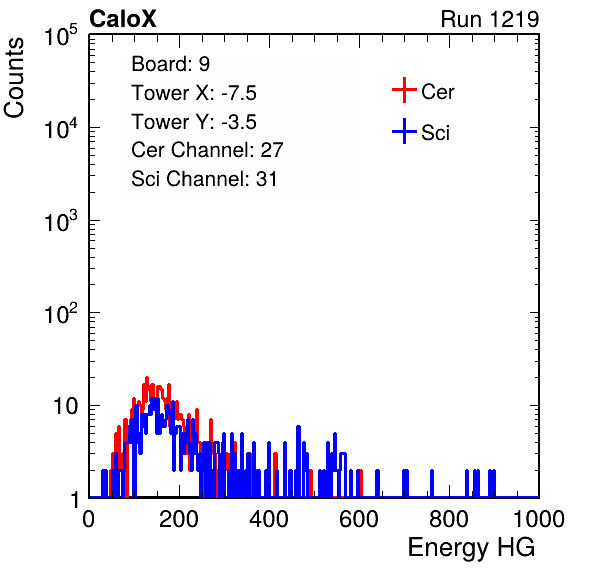 CaloX Run 1219
Counts
10^5
10^4
10^3
10^2
10
1
Board: 9
Tower X: -7.5
Tower Y: -3.5
Cer Channel: 27
Sci Channel: 31
Cer
Sci
0 200 400 600 800 1000
Energy HG